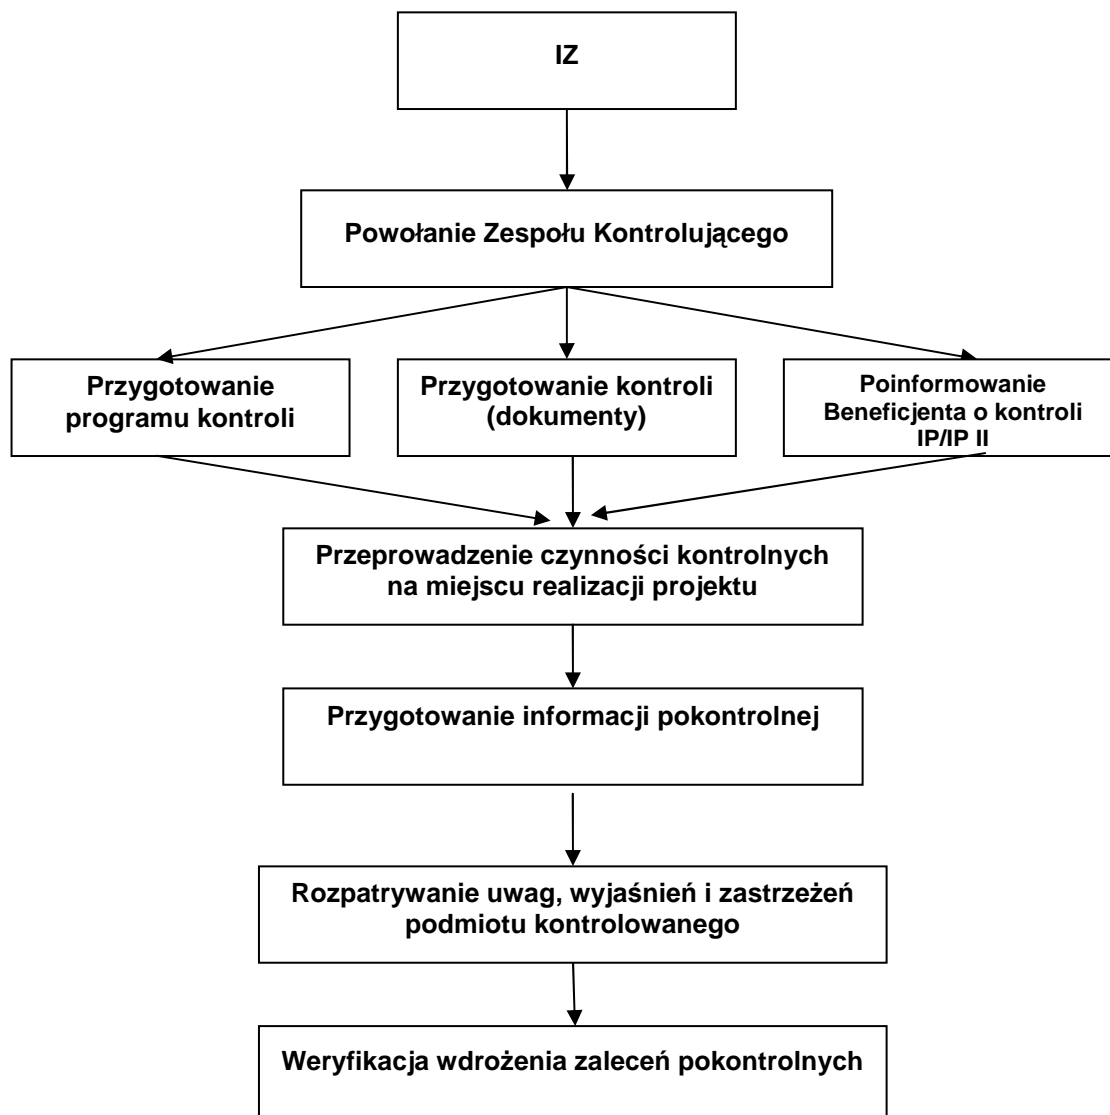 IZ
Powołanie Zespołu Kontrolującego
Przygotowanie
programu kontroli
Przygotowanie kontroli
(dokumenty)
Poinformowanie
Beneficjenta o kontroli
IP/IP II
Przeprowadzenie czynności kontrolnych
na miejscu realizacji projektu
Przygotowanie informacji pokontrolnej
Rozpatrywanie uwag, wyjaśnień i zastrzeżeń
podmiotu kontrolowanego
Weryfikacja wdrożenia zaleceń pokontrolnych